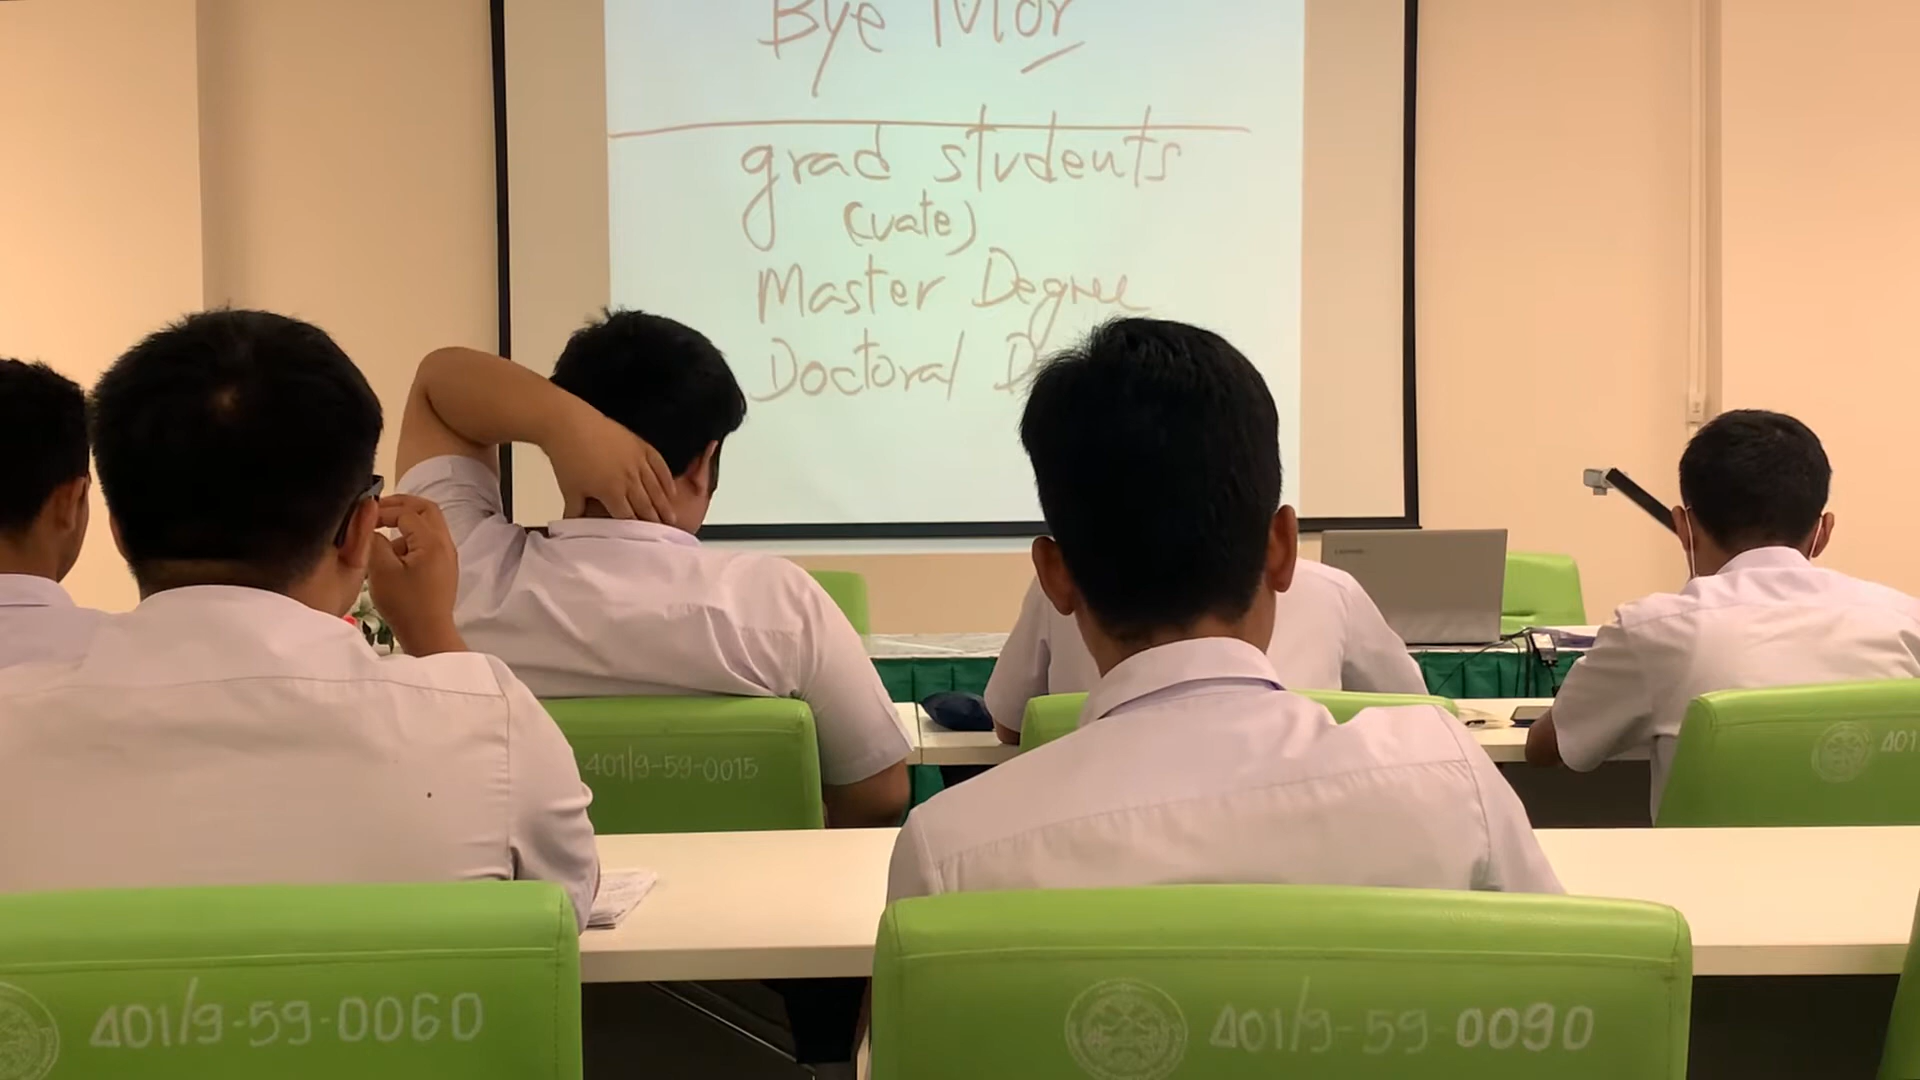 Bye Tutor
grad students
(uate)
Master Degree
Doctoral D
401/9-59-0015
401
401/9-59-0060
401/9-59-0090